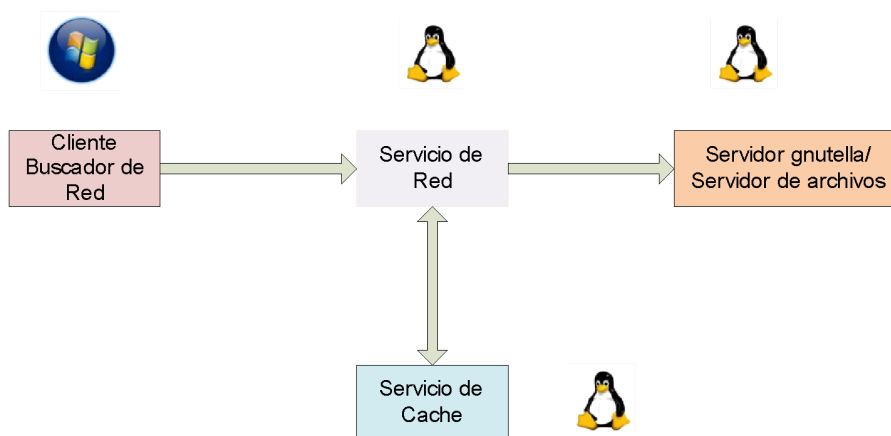 Cliente
Buscador de
Red
Servicio de
Red
Servidor gnutella/
Servidor de archivos
Servicio de
Cache